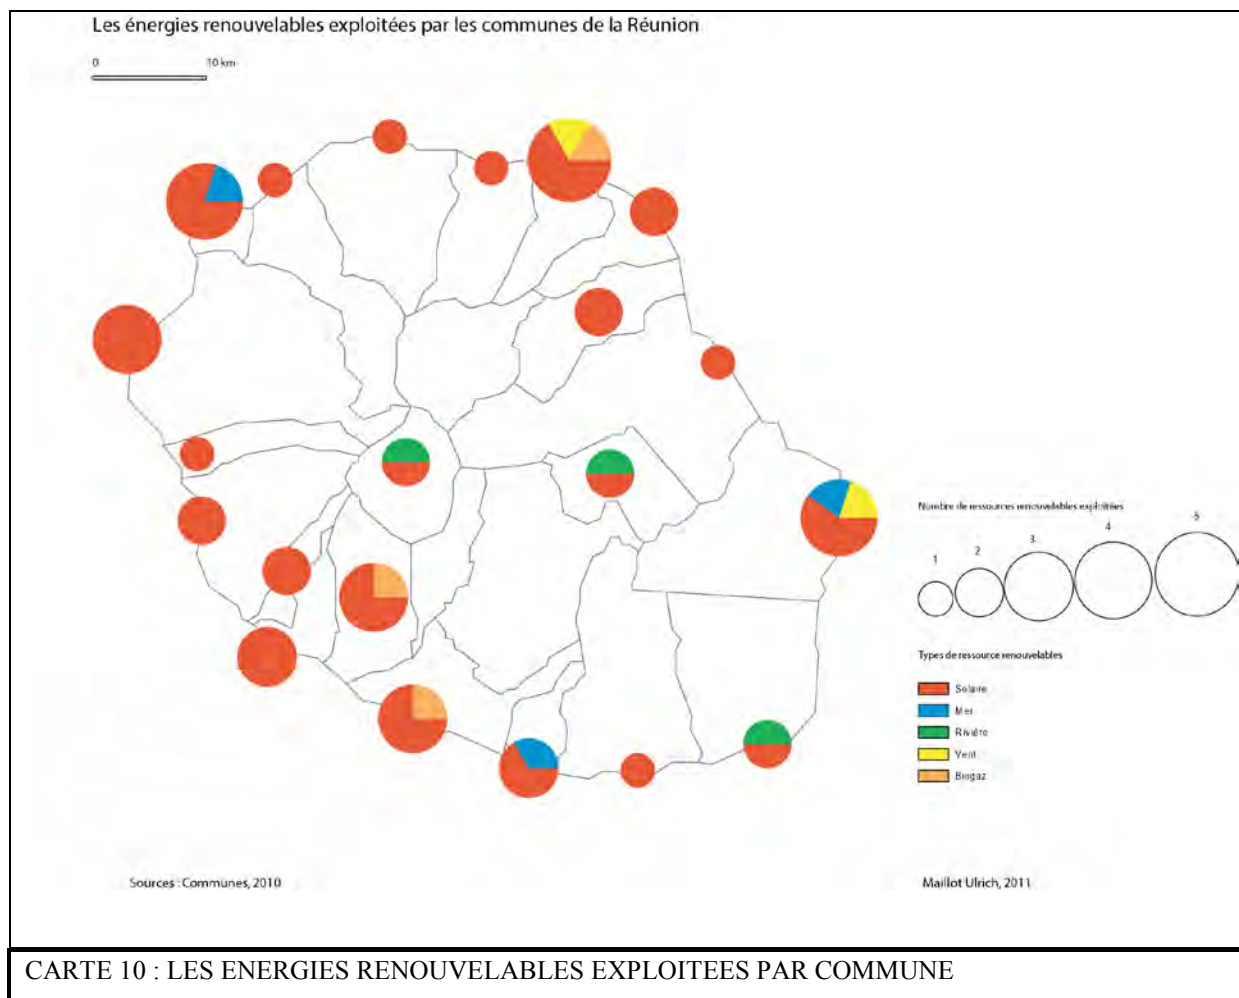 Les énergies renouvelables exploitées par les communes de la Réunion
0 10 km
Nombre de ressources renouvelables exploitées
1 2 3 4 5
Types de ressource renouvelables
Solaire
Mer
Riviére
Vent
Biogaz
Sources : Communes, 2010
Maillot Ulrich, 2011
CARTE 10 : LES ENERGIES RENOUVELABLES EXPLOITEES PAR COMMUNE